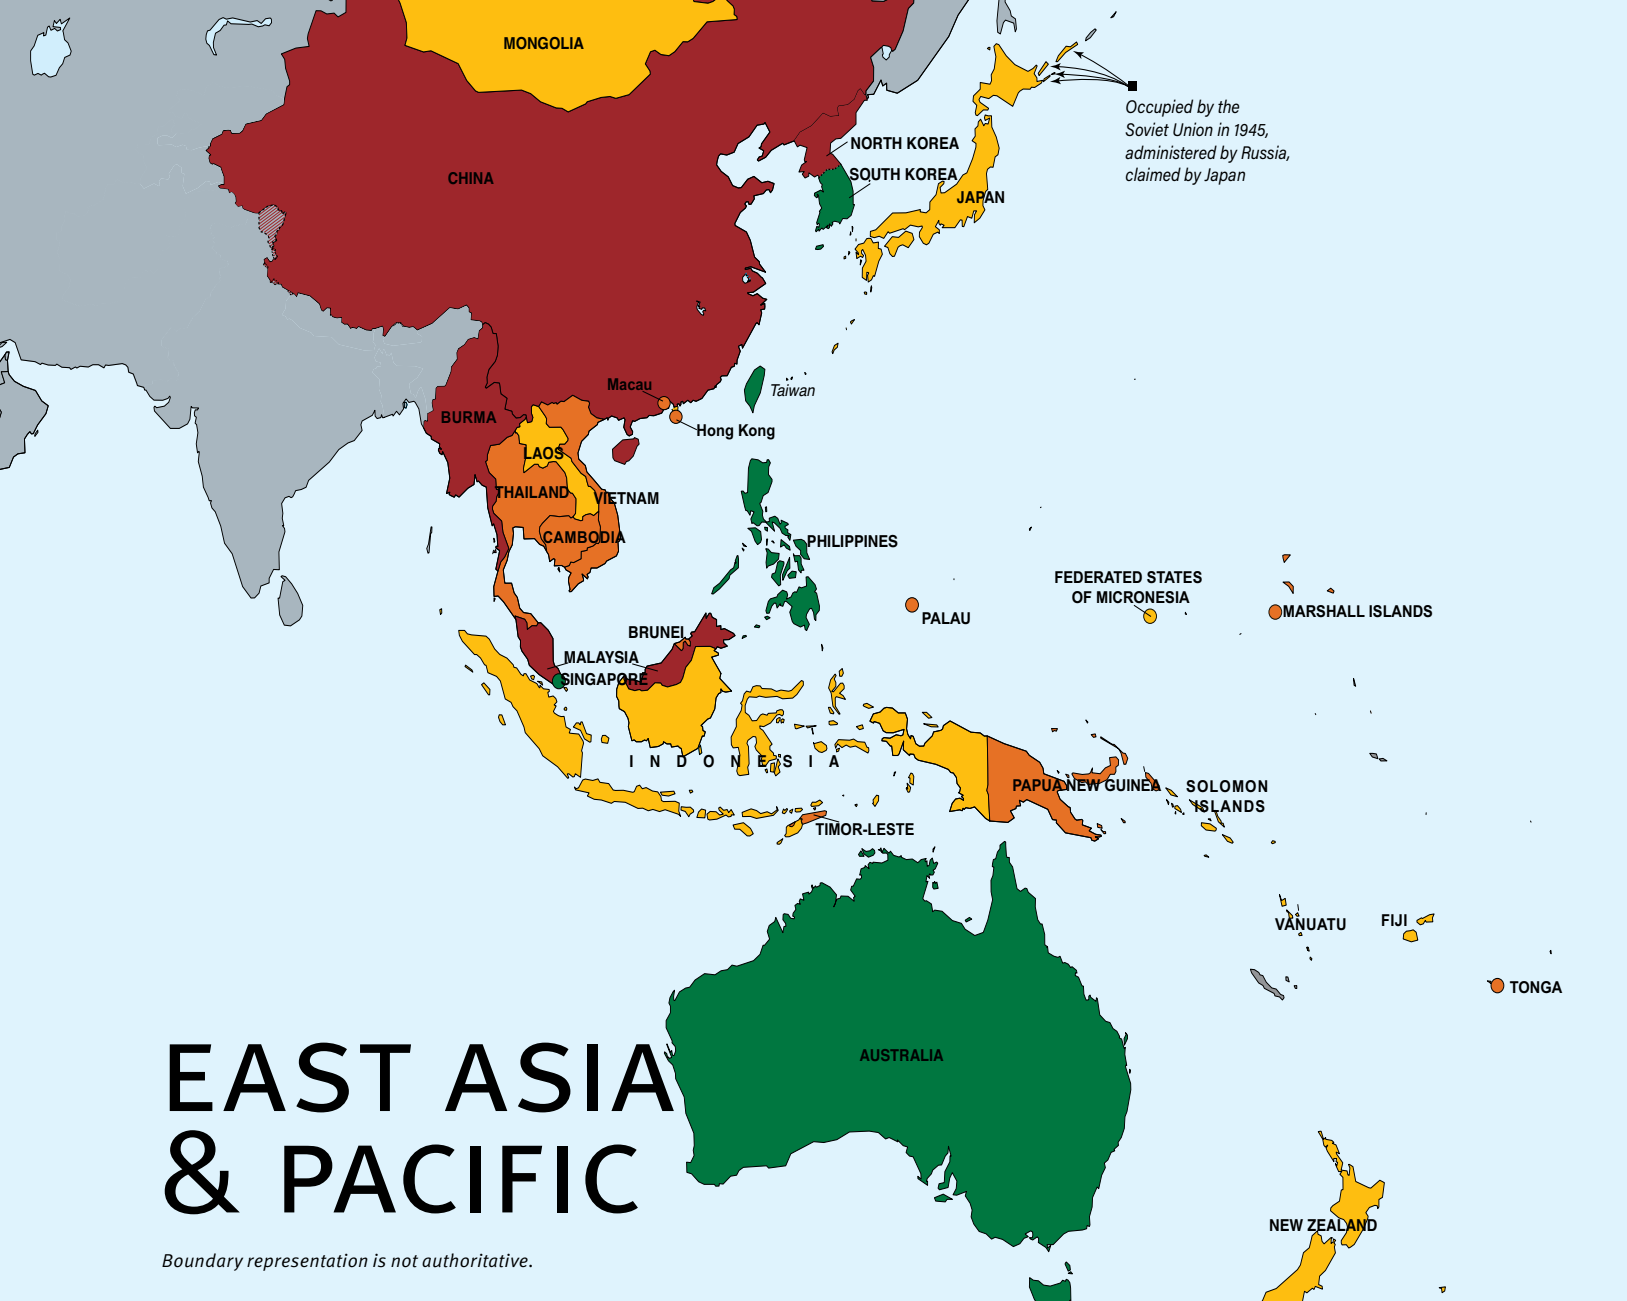 MONGOLIA
Occupied by the
Soviet Union in 1945,
administered by Russia,
claimed by Japan
NORTH KOREA
CHINA
SOUTH KOREA
JAPAN
Macau
Taiwan
BURMA
Hong Kong
LAOS
THAILAND
VIETNAM
CAMBODIA
PHILIPPINES
FEDERATED STATES
OF MICRONESIA
PALAU
MARSHALL ISLANDS
BRUNEI
MALAYSIA
SINGAPORE
INDONESIA
PAPUA NEW GUINEA
SOLOMON
ISLANDS
TIMOR-LESTE
VANUATU
FIJI
TONGA
AUSTRALIA
EAST ASIA
& PACIFIC
NEW ZEALAND
Boundary representation is not authoritative.